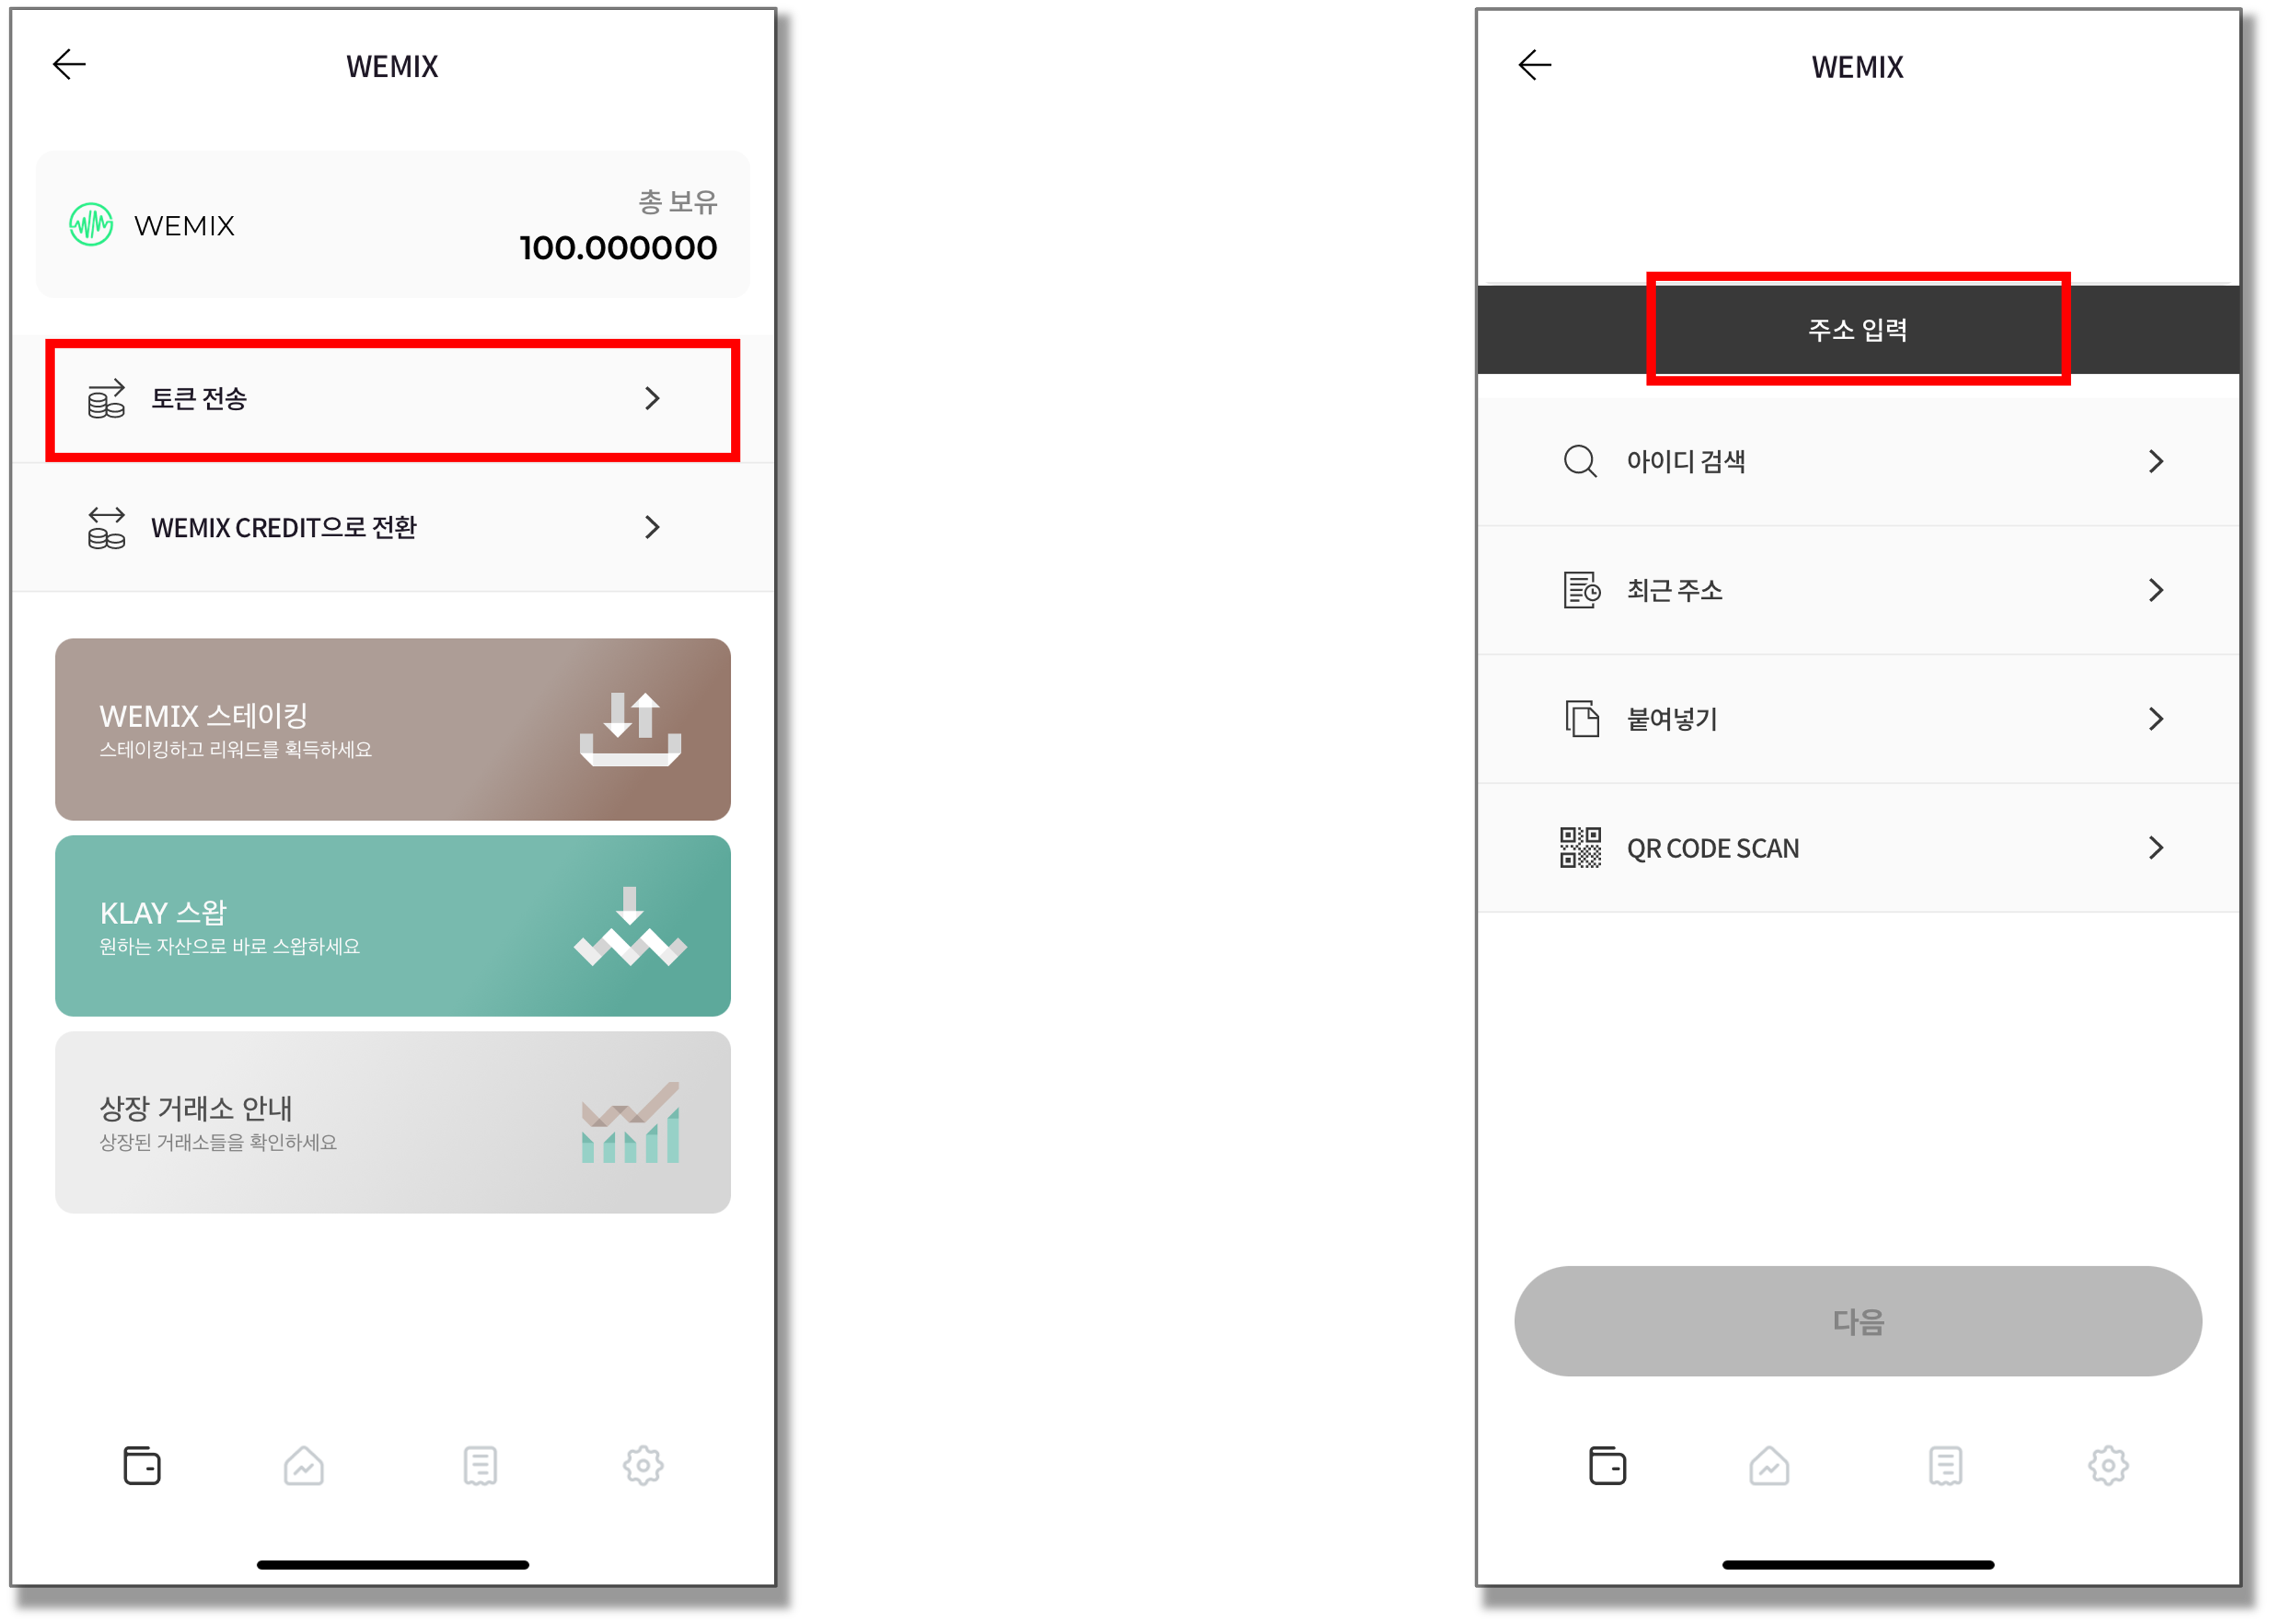 WEMIX
WEMIX
총 보유
100.000000
토큰 전송
WEMIX CREDIT으로 전환
WEMIX 스테이킹
스테이킹하고 리워드를 획득하세요
KLAY 스왑
원하는 자산으로 바로 스왑하세요
상장 거래소 안내
상장된 거래소들을 확인하세요
WEMIX
주소 입력
아이디 검색
최근 주소
붙여넣기
QR CODE SCAN
다음